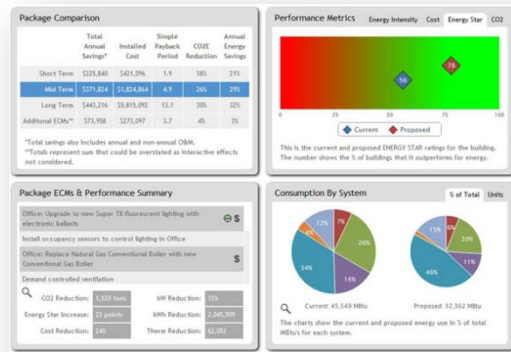 Package Comparison
Total Annual Savings* Installed Cost Simple Payback Period CO2E Reduction Annual Energy Savings
Short Term $225,840 $421,096 1.9 18% 21%
Mid Term $371,824 $1,824,864 4.9 26% 29%
Long Term $443,216 $5,815,092 13.1 30% 32%
Additonal ECMs** $73,958 $273,097 3.7 4% 3%
*Total savings also includes annual and non-annual O&M.
**Totals represent sum that could be overstated as interactive effects
not considered.
Performance Metrics Energy Intensity Cost Energy Star CO2
56
78
0 25 50 75 100
Current Proposed
This is the current and proposed ENERGY STAR ratings for the building.
The number shows the % of buildings that it outperforms for energy.
Package ECMs & Performance Summary
Office: Upgrade to new Super T8 fluorescent lighting with
electronic ballasts
$
Install occupancy sensors to control lighting in Office
Office: Replace Natural Gas Conventional Boiler with new
Conventional Gas Boiler
$
Demand controlled ventilation
CO2 Reduction: 1,520 tons kW Reduction: 15%
Energy Star Increase: 22 points kWh Reduction: 2,045,909
Cost Reduction: 24% Therm Reduction: 62,052
Consumption By System % of Total Units
12% 7% 26% 16% 34%
15% 6% 20% 11% 46%
Current: 45,549 MBtu Proposed: 32,362 MBtu
The charts show the current and proposed energy use in % of total
MBtu's for each system.